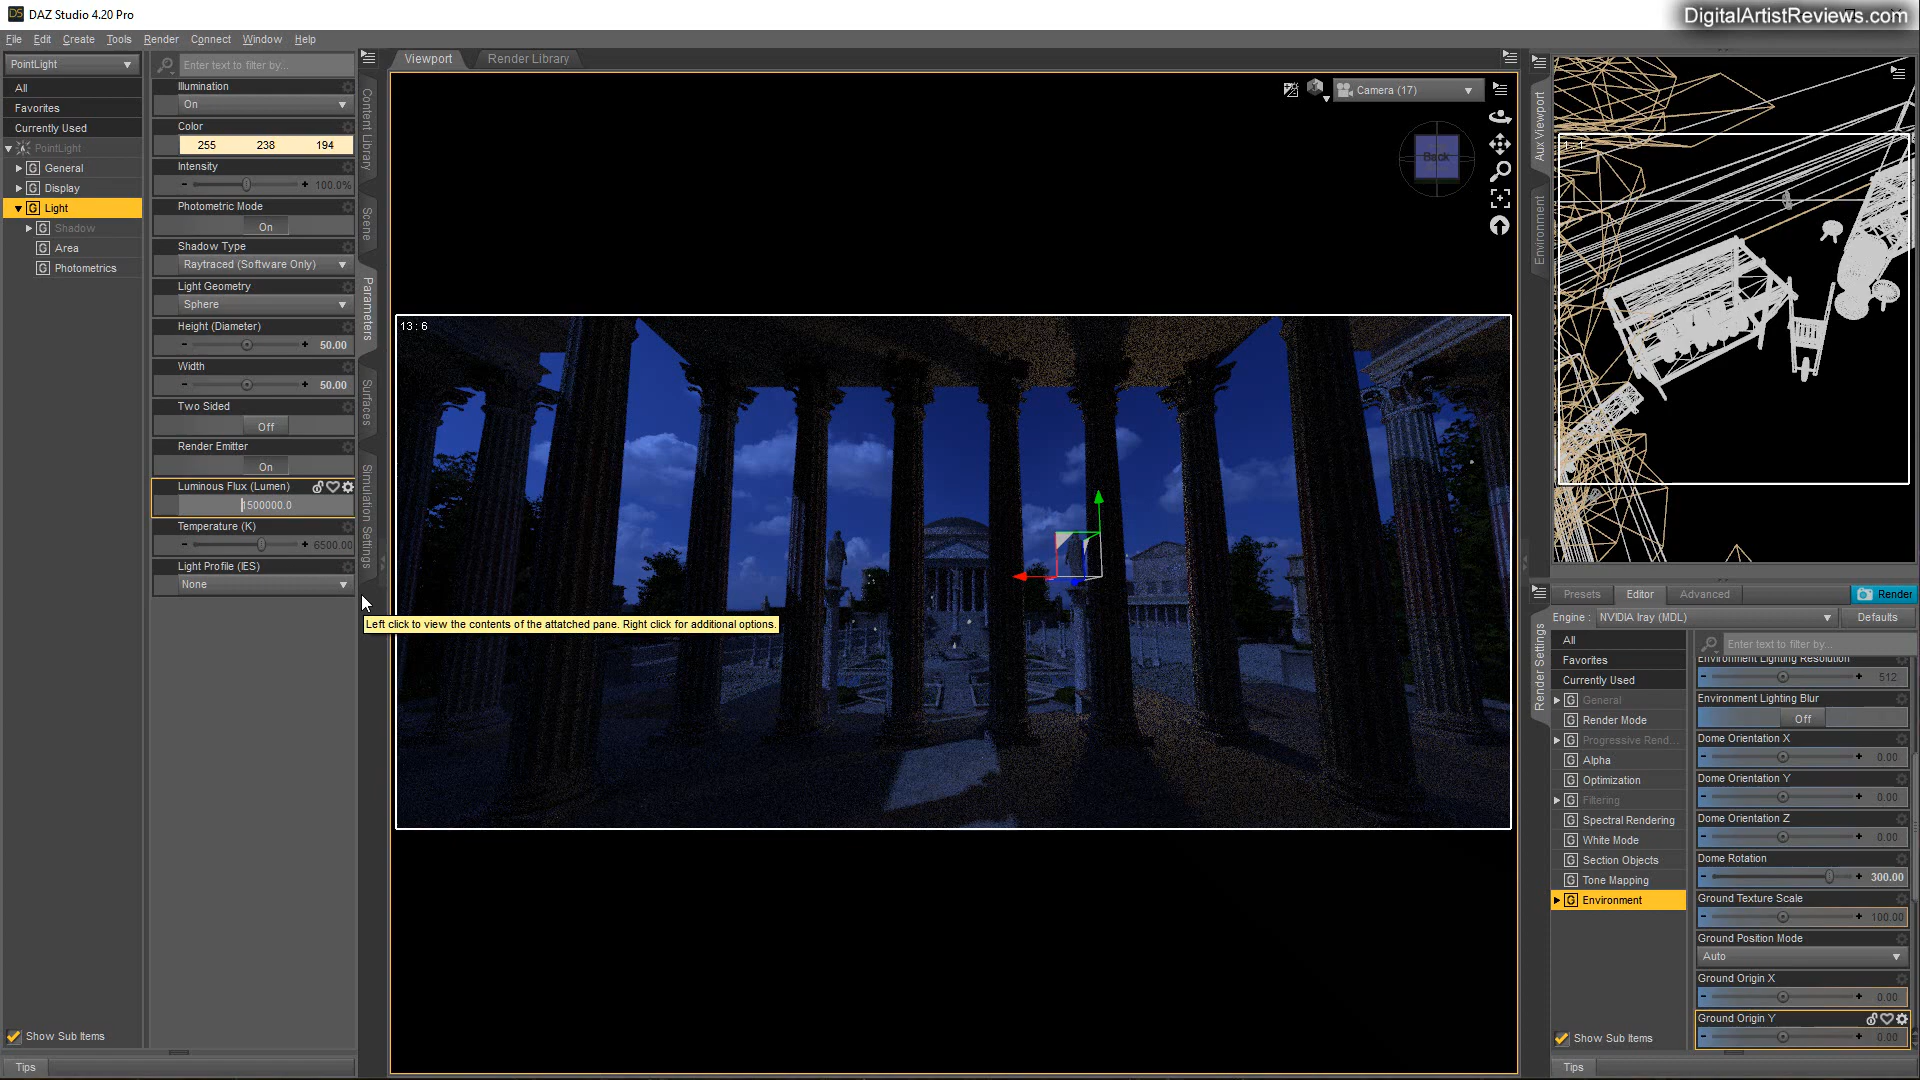 DAZ Studio 4.20 Pro
DigitalArtistReviews.com
File Edit Create Tools Render Connect Window Help
PointLight
All
Favorites
Currently Used
PointLight
General
Display
Light
Shadow
Area
Photometrics
Show Sub Items
Tips
Enter text to filter by...
Illumination
On
Color
255 238 194
Intensity
100.0%
Photometric Mode
On
Shadow Type
Raytraced (Software Only)
Light Geometry
Sphere
Height (Diameter)
50.00
Width
50.00
Two Sided
Off
Render Emitter
On
Luminous Flux (Lumen)
1500000.0
Temperature (K)
6500.00
Light Profile (IES)
None
Content Library
Scene
Parameters
Surfaces
Simulation Settings
Viewport Render Library
Camera (17)
Back
13 : 6
Left click to view the contents of the attatched pane. Right click for additional options.
Aux Viewport
Environment
Presets Editor Advanced Render
Engine : NVIDIA Iray (MDL) Defaults
Render Settings
All
Favorites
Currently Used
General
Render Mode
Progressive Rend...
Alpha
Optimization
Filtering
Spectral Rendering
White Mode
Section Objects
Tone Mapping
Environment
Show Sub Items
Tips
Enter text to filter by...
Environment Lighting Resolution
512
Environment Lighting Blur
Off
Dome Orientation X
0.00
Dome Orientation Y
0.00
Dome Orientation Z
0.00
Dome Rotation
300.00
Ground Texture Scale
100.00
Ground Position Mode
Auto
Ground Origin X
0.00
Ground Origin Y
0.00